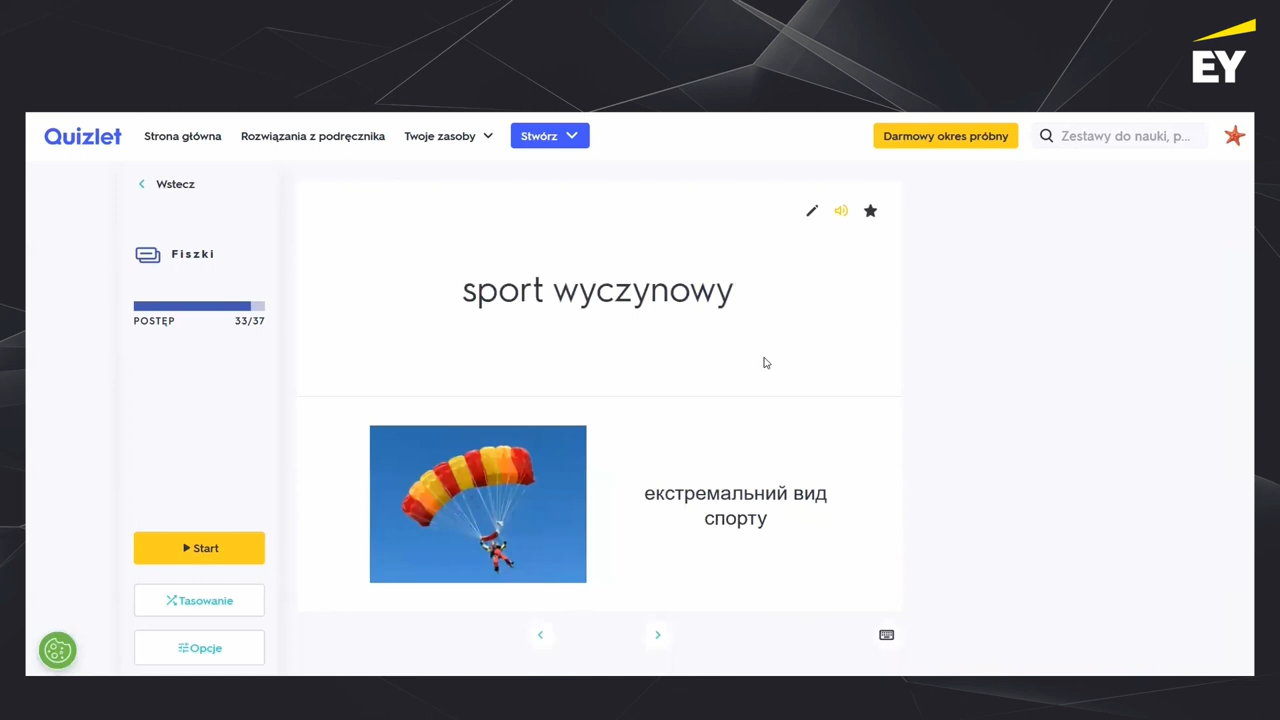 EY
Quizlet
Strona główna
Rozwiązania z podręcznika
Twoje zasoby
Stwórz
Darmowy okres próbny
Zestawy do nauki, p...
Wstecz
Fiszki
POSTĘP
33/37
sport wyczynowy
екстремальний вид
спорту
Start
Tasowanie
Opcje